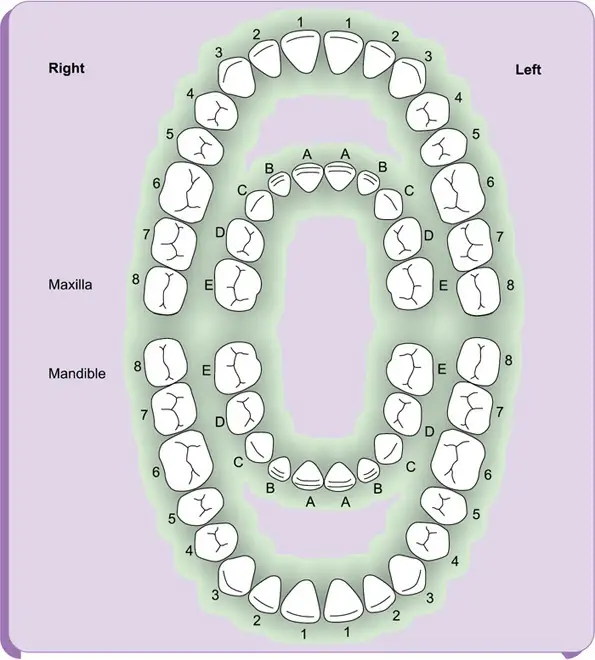 1 1
2 2
3 3
Right Left
4 4
5 5
A A
B B
6 6
C C
7 D D 7
8 E E 8
Maxilla
8 E E 8
Mandible
7 D D 7
6 C C 6
B B
A A
5 5
4 4
3 3
2 2
1 1